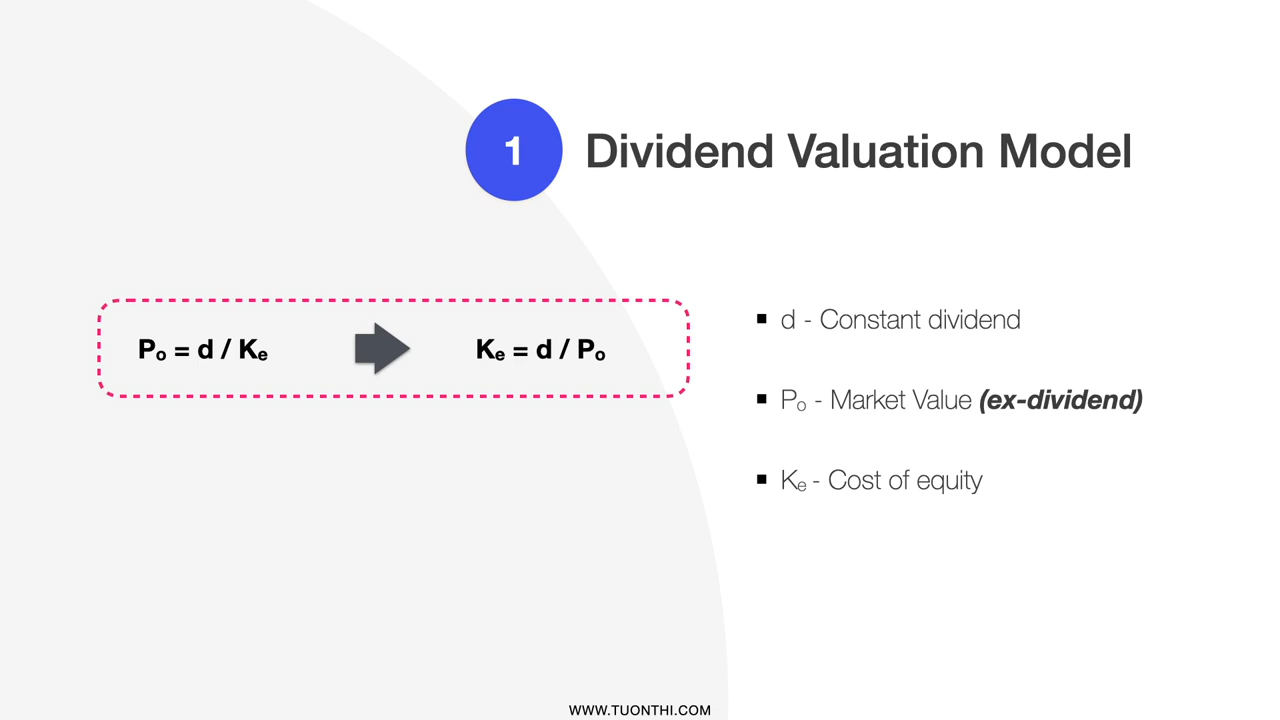 1
Dividend Valuation Model
Pₒ = d / Kₑ
Kₑ = d / Pₒ
▪ d - Constant dividend
▪ Pₒ - Market Value (ex-dividend)
▪ Kₑ - Cost of equity
WWW.TUONTHI.COM